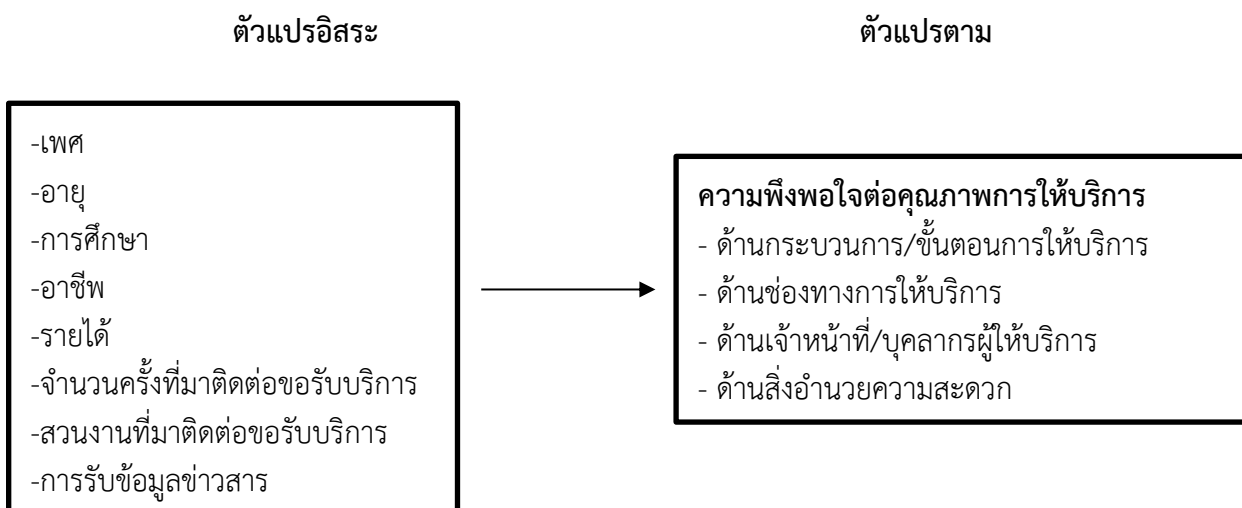 ตัวแปรอิสระ
ตัวแปรตาม
-เพศ
-อายุ
-การศึกษา
-อาชีพ
-รายได้
-จำนวนครั้งที่มาติดต่อขอรับบริการ
-สวนงานที่มาติดต่อขอรับบริการ
-การรับข้อมูลข่าวสาร
ความพึงพอใจต่อคุณภาพการให้บริการ
- ด้านกระบวนการ/ขั้นตอนการให้บริการ
- ด้านช่องทางการให้บริการ
- ด้านเจ้าหน้าที่/บุคลากรผู้ให้บริการ
- ด้านสิ่งอำนวยความสะดวก